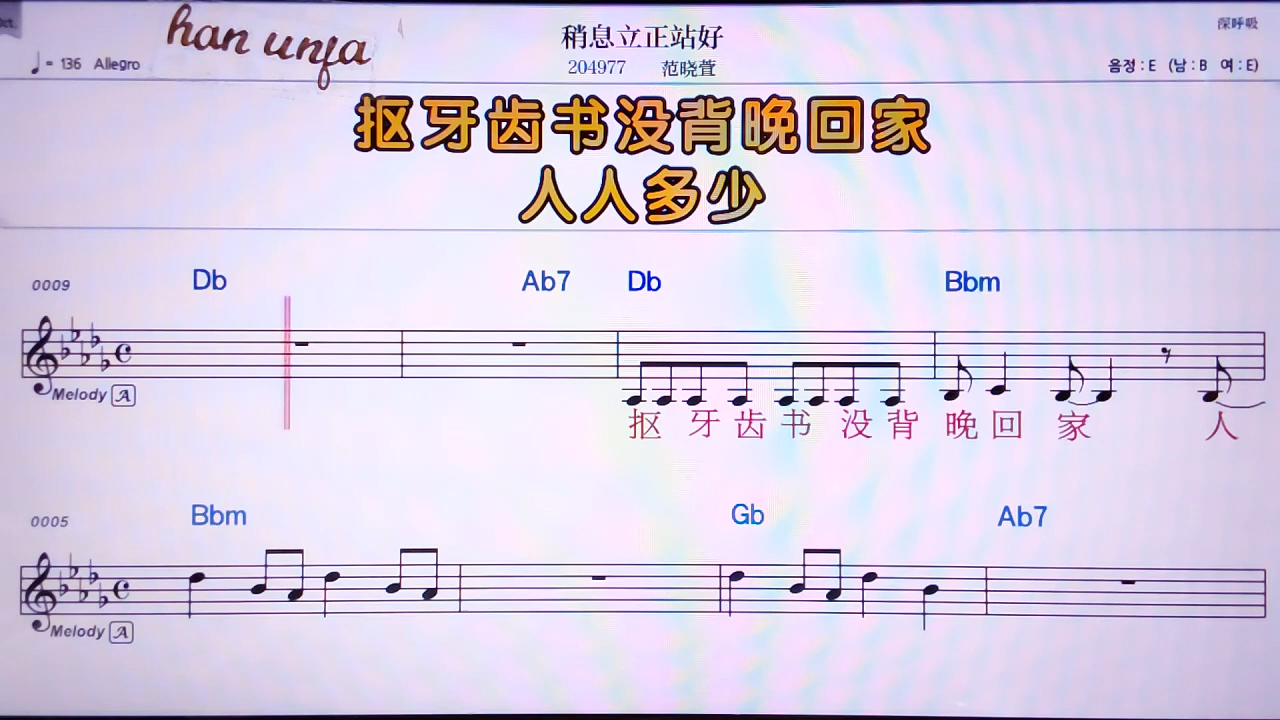 oct.
han unfa
稍息立正站好
深呼吸
♩= 136 Allegro
204977 范晓萱
음정 : E (남 : B 여 : E)
抠牙齿书没背晚回家
人人多少
0009 Db Ab7 Db Bbm
Melody A
抠 牙 齿 书 没 背 晚 回 家 人
0005 Bbm Gb Ab7
Melody A